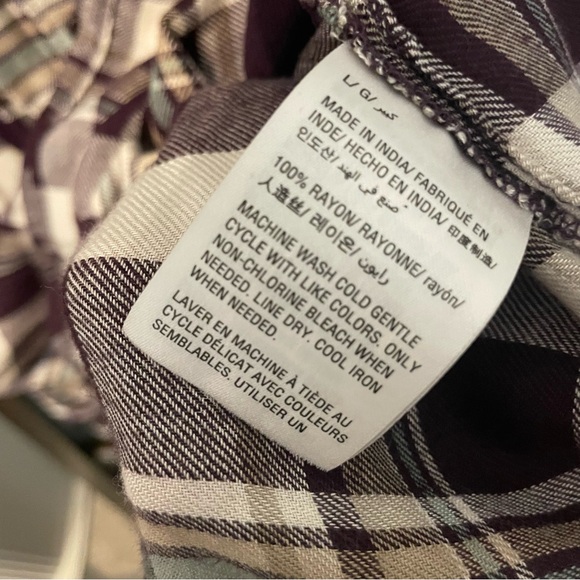 L/ G/ كبير
MADE IN INDIA/ FABRIQUÉ EN
INDE/ HECHO EN INDIA/ 印度制造/
인도산/ صنع في الهند
100% RAYON/ RAYONNE/ rayón/
人造丝/ 레이온/ رايون
MACHINE WASH COLD GENTLE
CYCLE WITH LIKE COLORS. ONLY
NON-CHLORINE BLEACH WHEN
NEEDED. LINE DRY. COOL IRON
WHEN NEEDED.
LAVER EN MACHINE À TIÈDE AU
CYCLE DÉLICAT AVEC COULEURS
SEMBLABLES. UTILISER UN